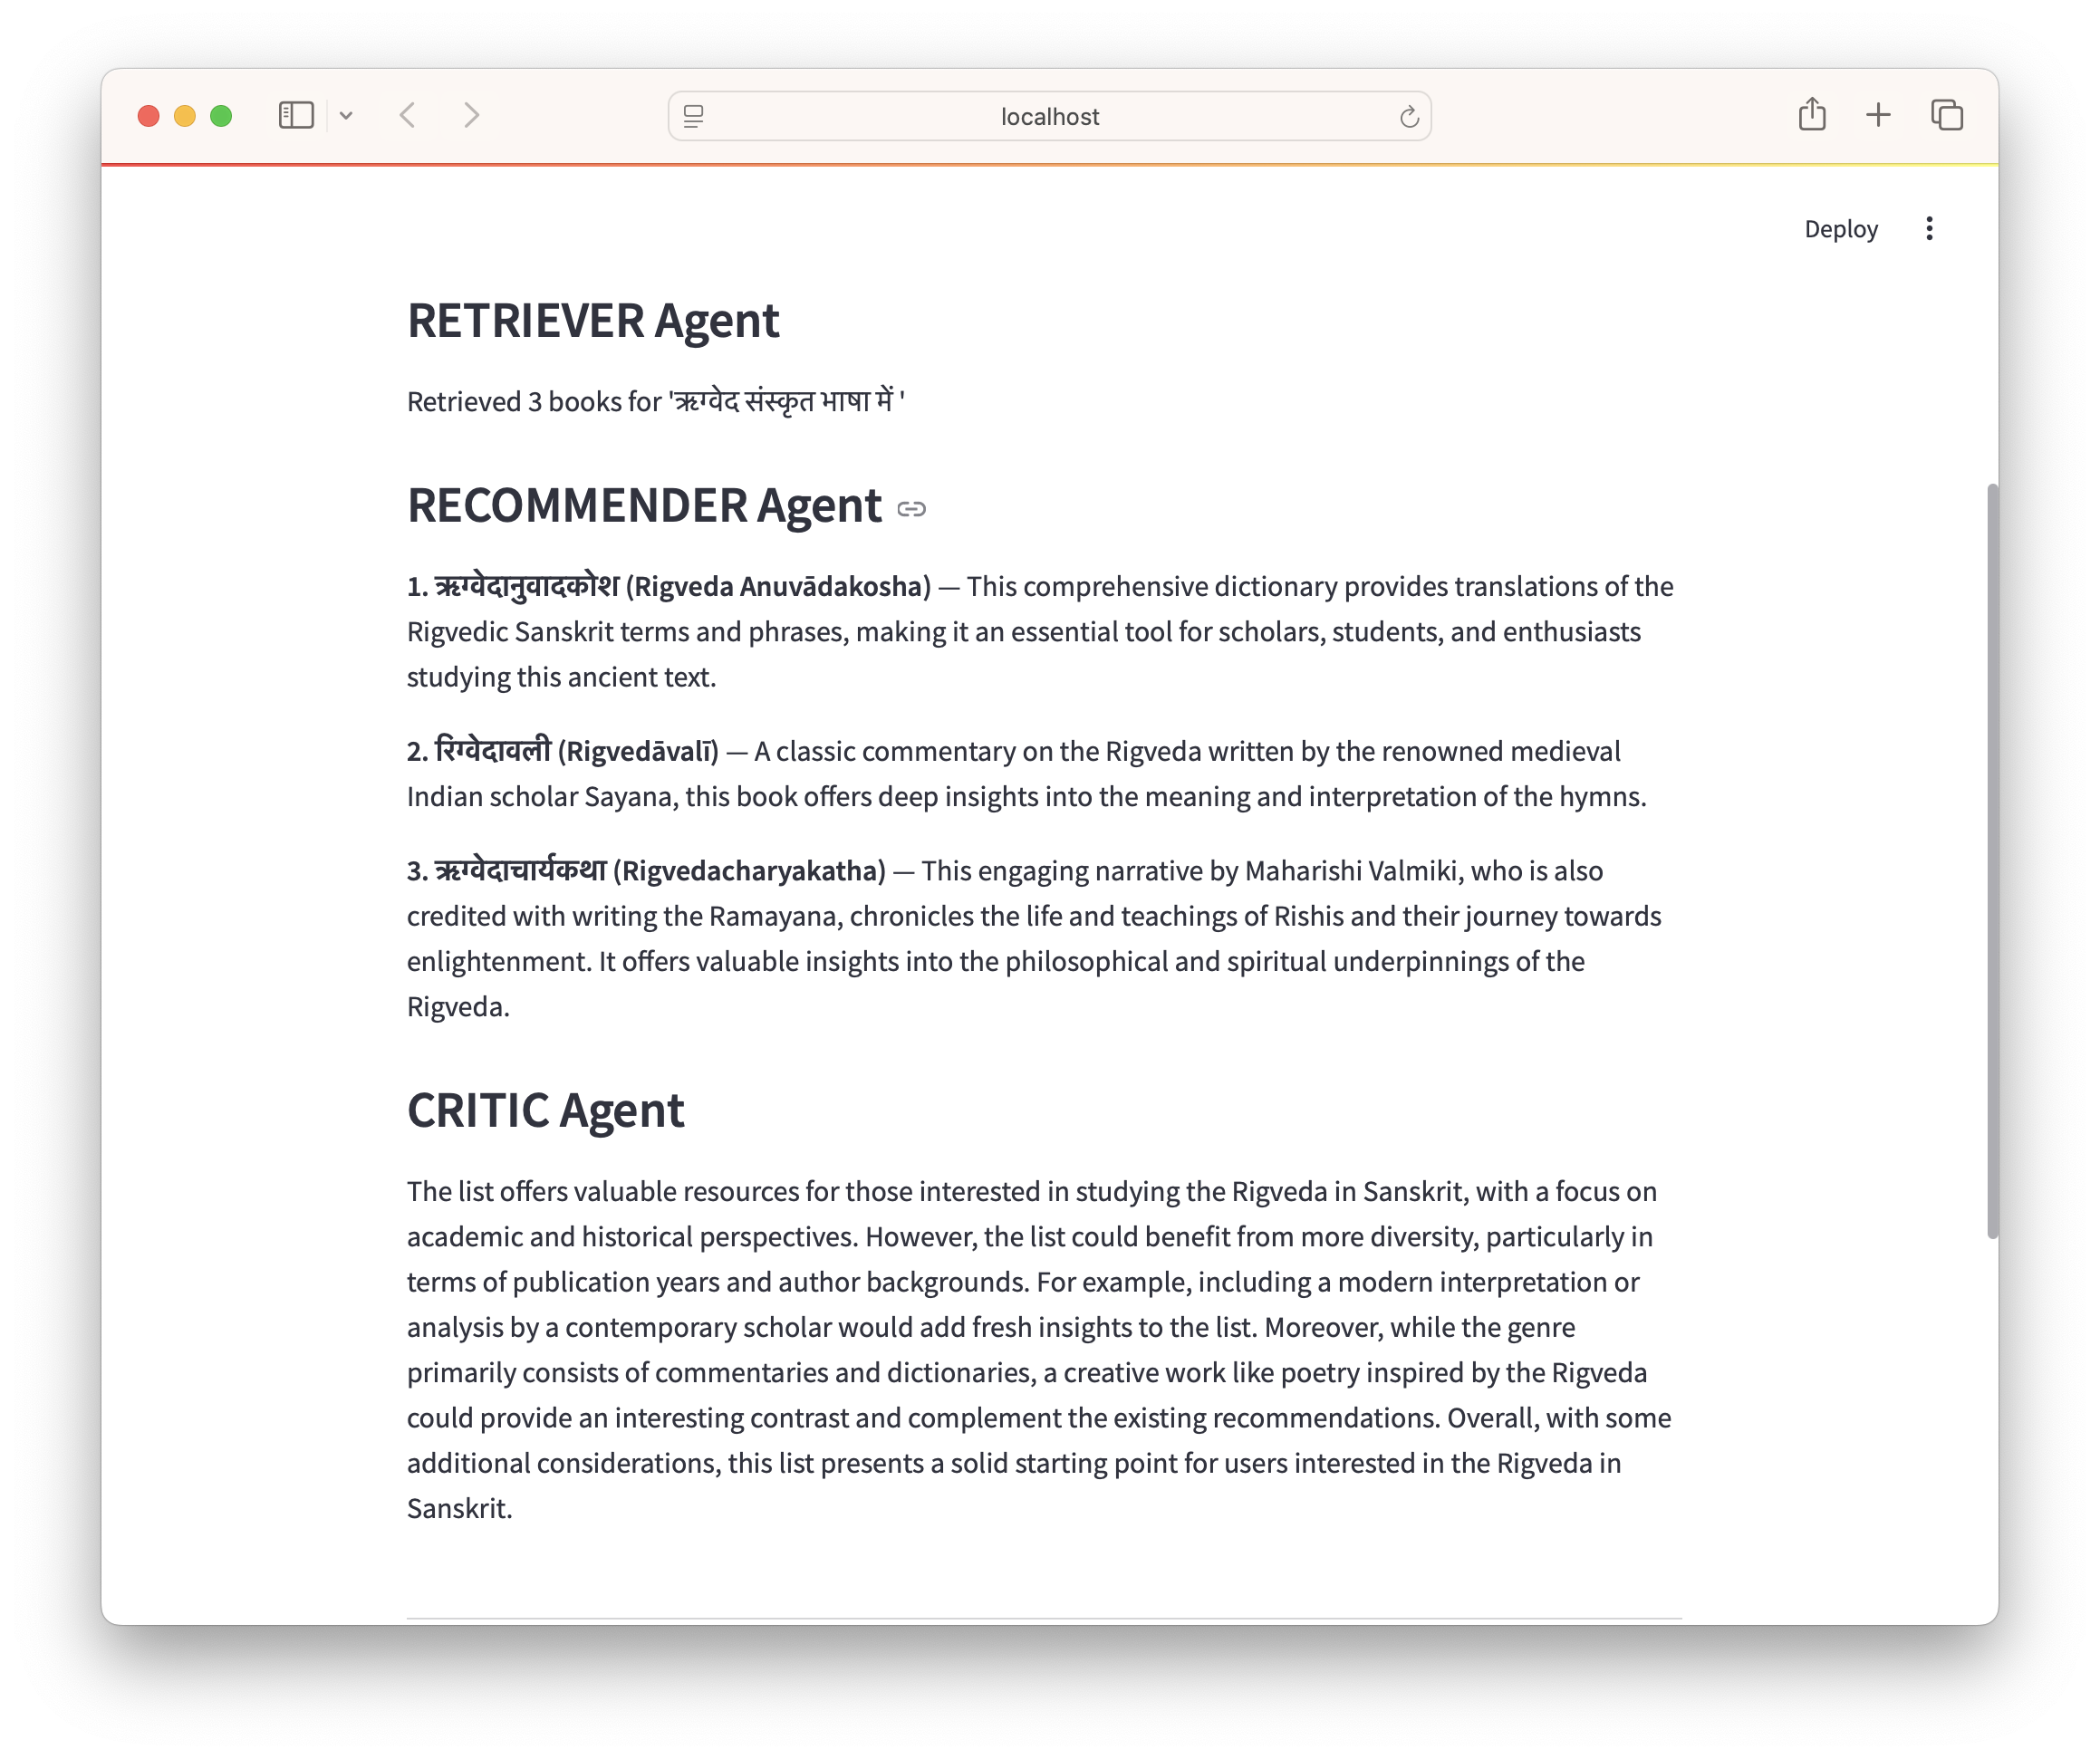 localhost
Deploy
RETRIEVER Agent
Retrieved 3 books for 'ऋग्वेद संस्कृत भाषा में '
RECOMMENDER Agent
1. ऋग्वेदानुवादकोश (Rigveda Anuvādakosha) — This comprehensive dictionary provides translations of the
Rigvedic Sanskrit terms and phrases, making it an essential tool for scholars, students, and enthusiasts
studying this ancient text.
2. रिग्वेदावली (Rigvedāvalī) — A classic commentary on the Rigveda written by the renowned medieval
Indian scholar Sayana, this book offers deep insights into the meaning and interpretation of the hymns.
3. ऋग्वेदाचार्यकथा (Rigvedacharyakatha) — This engaging narrative by Maharishi Valmiki, who is also
credited with writing the Ramayana, chronicles the life and teachings of Rishis and their journey towards
enlightenment. It offers valuable insights into the philosophical and spiritual underpinnings of the
Rigveda.
CRITIC Agent
The list offers valuable resources for those interested in studying the Rigveda in Sanskrit, with a focus on
academic and historical perspectives. However, the list could benefit from more diversity, particularly in
terms of publication years and author backgrounds. For example, including a modern interpretation or
analysis by a contemporary scholar would add fresh insights to the list. Moreover, while the genre
primarily consists of commentaries and dictionaries, a creative work like poetry inspired by the Rigveda
could provide an interesting contrast and complement the existing recommendations. Overall, with some
additional considerations, this list presents a solid starting point for users interested in the Rigveda in
Sanskrit.